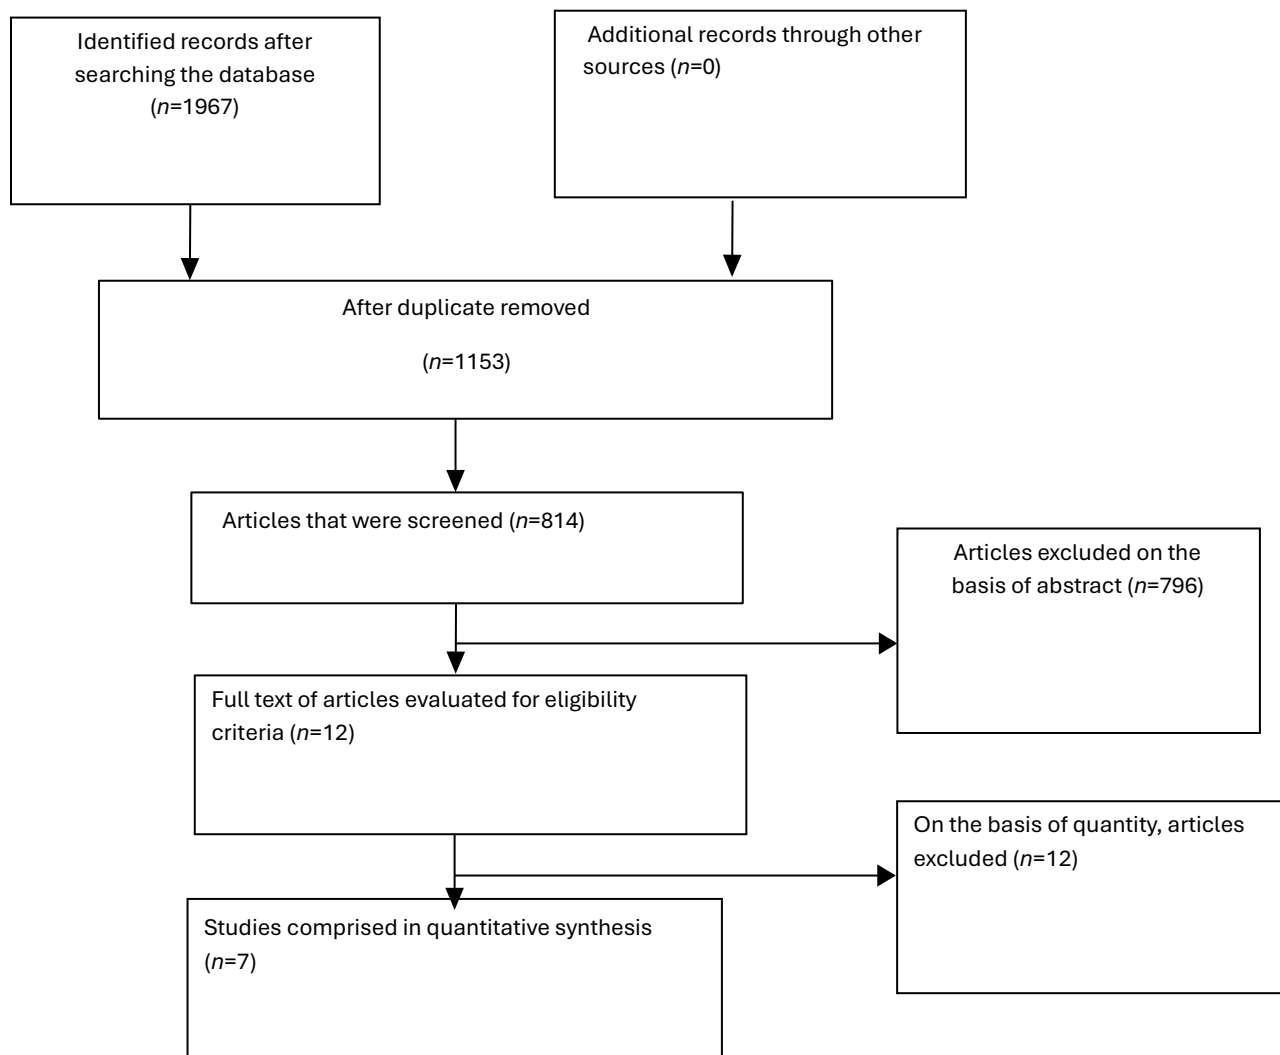 Identified records after
searching the database
(n=1967)
Additional records through other
sources (n=0)
After duplicate removed
(n=1153)
Articles that were screened (n=814)
Articles excluded on the
basis of abstract (n=796)
Full text of articles evaluated for eligibility
criteria (n=12)
On the basis of quantity, articles
excluded (n=12)
Studies comprised in quantitative synthesis
(n=7)